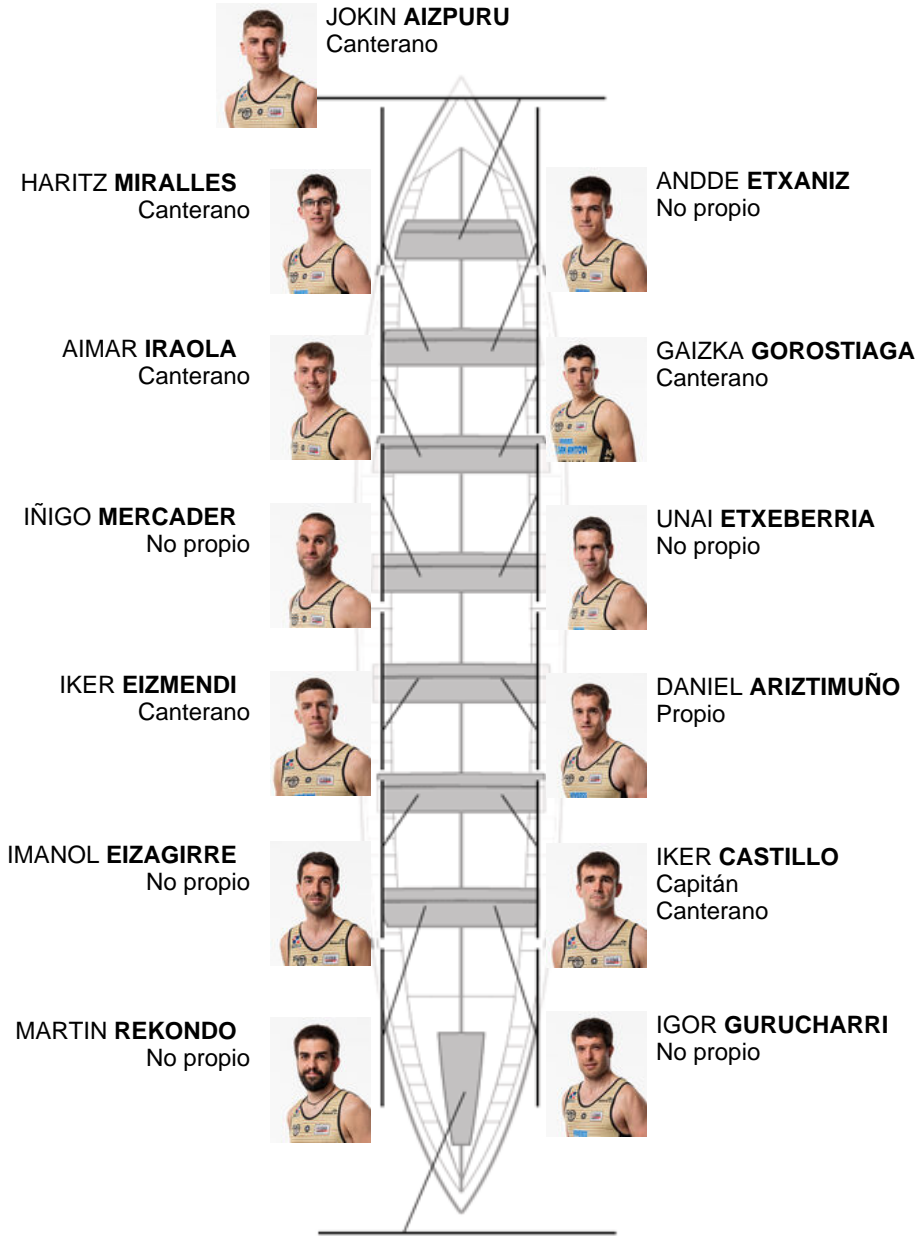 JOKIN AIZPURU
Canterano
HARITZ MIRALLES
Canterano
ANDDE ETXANIZ
No propio
AIMAR IRAOLA
Canterano
GAIZKA GOROSTIAGA
Canterano
IÑIGO MERCADER
No propio
UNAI ETXEBERRIA
No propio
IKER EIZMENDI
Canterano
DANIEL ARIZTIMUÑO
Propio
IMANOL EIZAGIRRE
No propio
IKER CASTILLO
Capitán
Canterano
MARTIN REKONDO
No propio
IGOR GURUCHARRI
No propio